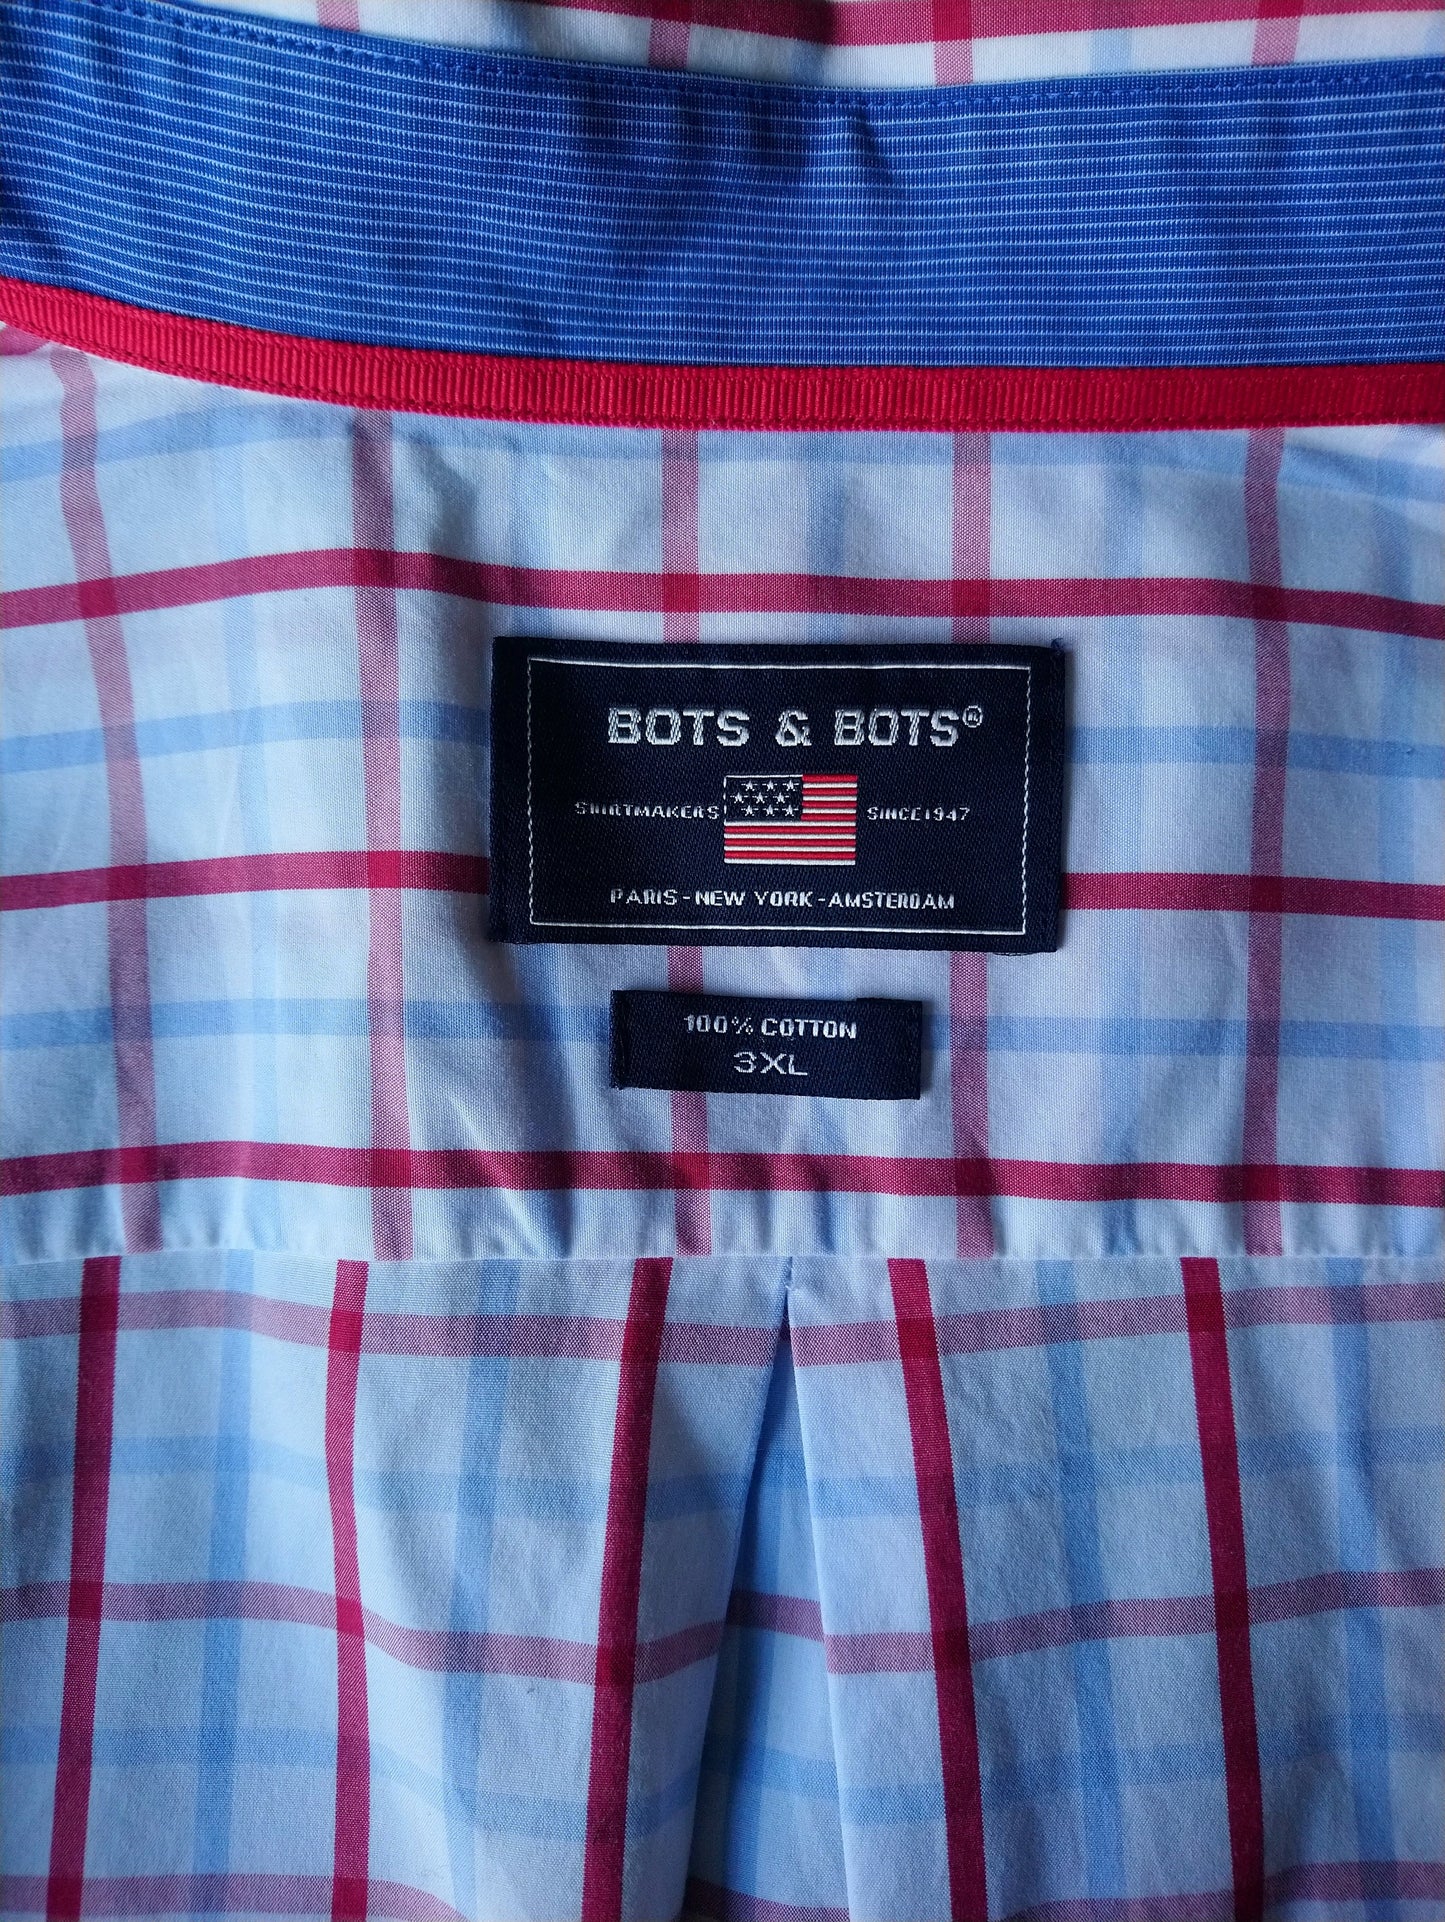 BOTS & BOTS®
SHIRTMAKERS SINCE 1947
PARIS - NEW YORK - AMSTERDAM
100% COTTON
3XL